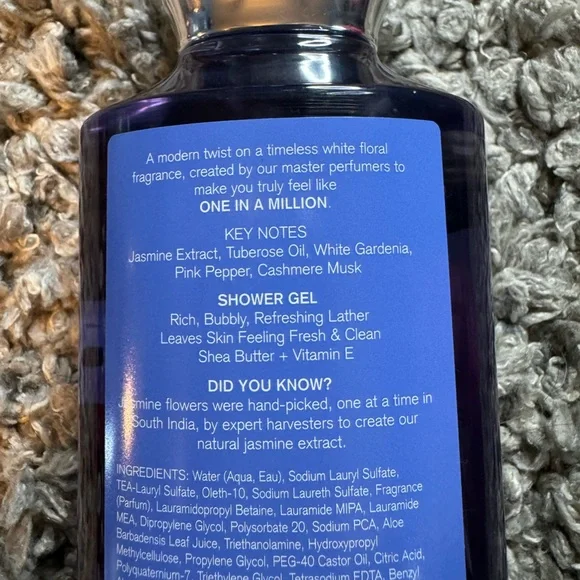 A modern twist on a timeless white floral
fragrance, created by our master perfumers to
make you truly feel like
ONE IN A MILLION.
KEY NOTES
Jasmine Extract, Tuberose Oil, White Gardenia,
Pink Pepper, Cashmere Musk
SHOWER GEL
Rich, Bubbly, Refreshing Lather
Leaves Skin Feeling Fresh & Clean
Shea Butter + Vitamin E
DID YOU KNOW?
Jasmine flowers were hand-picked, one at a time in
South India, by expert harvesters to create our
natural jasmine extract.
INGREDIENTS: Water (Aqua, Eau), Sodium Lauryl Sulfate,
TEA-Lauryl Sulfate, Oleth-10, Sodium Laureth Sulfate, Fragrance
(Parfum), Lauramidopropyl Betaine, Lauramide MIPA, Lauramide
MEA, Dipropylene Glycol, Polysorbate 20, Sodium PCA, Aloe
Barbadensis Leaf Juice, Triethanolamine, Hydroxypropyl
Methylcellulose, Propylene Glycol, PEG-40 Castor Oil, Citric Acid,
Polyquaternium-7, Triethylene Glycol, Tetrasodium EDTA, Benzyl